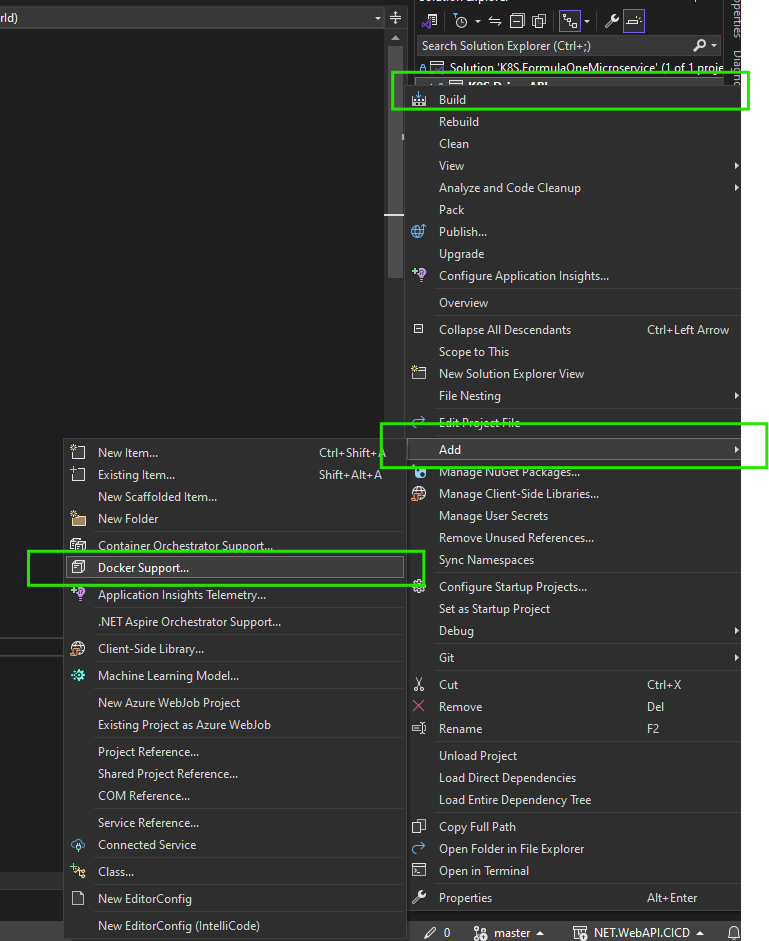 rld)
Search Solution Explorer (Ctrl+;)
Solution 'K8S.FormulaOneMicroservice' (1 of 1 proje
Build
Rebuild
Clean
View
Analyze and Code Cleanup
Pack
Publish...
Upgrade
Configure Application Insights...
Overview
Collapse All Descendants Ctrl+Left Arrow
Scope to This
New Solution Explorer View
File Nesting
Edit Project File
Add
Manage NuGet Packages...
Manage Client-Side Libraries...
Manage User Secrets
Remove Unused References...
Sync Namespaces
Configure Startup Projects...
Set as Startup Project
Debug
Git
Cut Ctrl+X
Remove Del
Rename F2
Unload Project
Load Direct Dependencies
Load Entire Dependency Tree
Copy Full Path
Open Folder in File Explorer
Open in Terminal
Properties Alt+Enter
New Item... Ctrl+Shift+A
Existing Item... Shift+Alt+A
New Scaffolded Item...
New Folder
Container Orchestrator Support...
Docker Support...
Application Insights Telemetry...
.NET Aspire Orchestrator Support...
Client-Side Library...
Machine Learning Model...
New Azure WebJob Project
Existing Project as Azure WebJob
Project Reference...
Shared Project Reference...
COM Reference...
Service Reference...
Connected Service
Class...
New EditorConfig
New EditorConfig (IntelliCode)
0 master NET.WebAPI.CICD
operties
Diagn